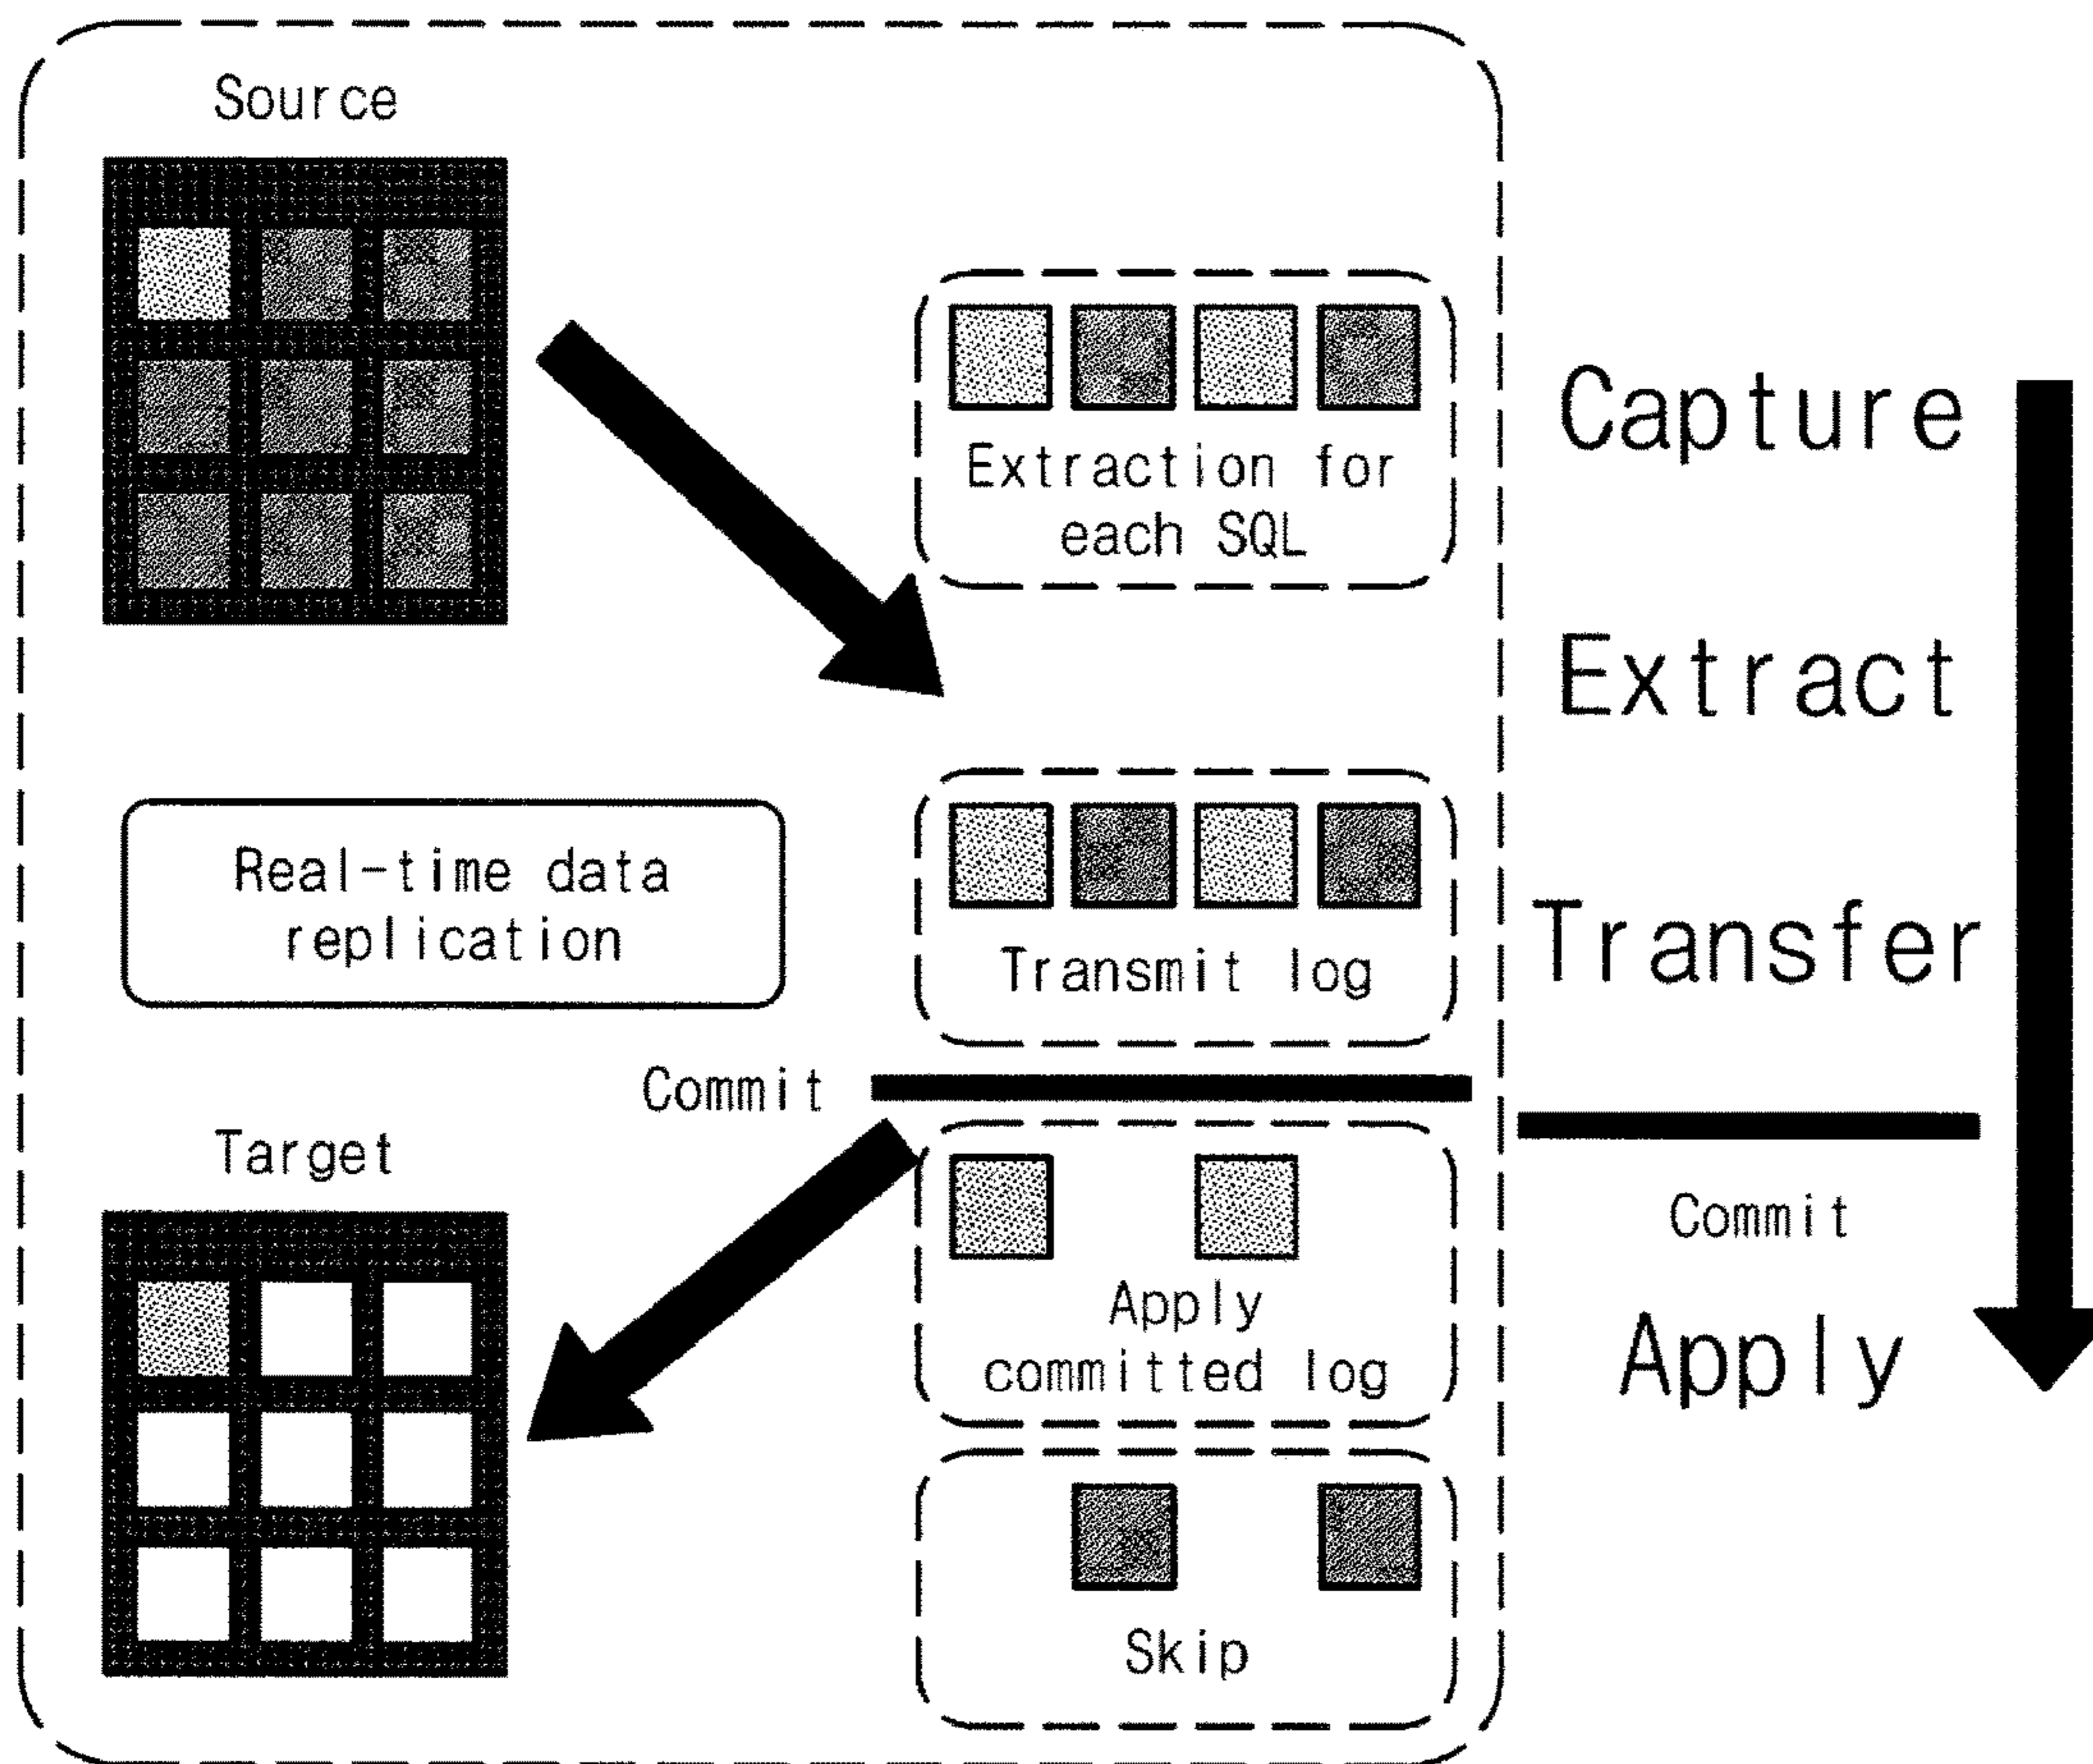 Source
Extraction for
each SQL
Capture
Extract
Real-time data
replication
Transmit log
Transfer
Commit
Target
Apply
committed log
Commit
Apply
Skip